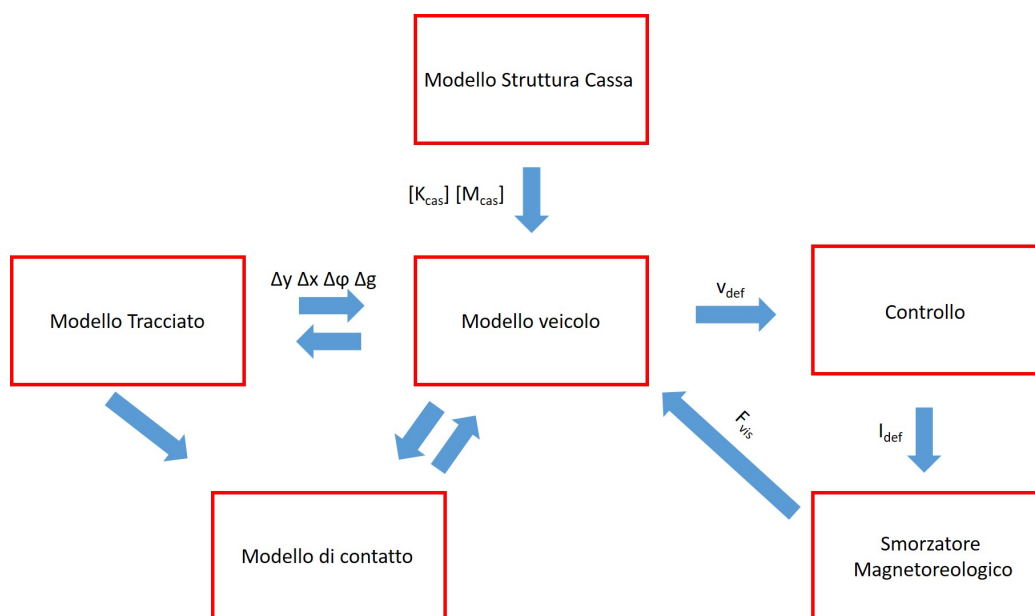 Modello Struttura Cassa
[Kcas] [Mcas]
Δy Δx Δφ Δg
vdef
Modello Tracciato
Modello veicolo
Controllo
Fvis
Idef
Modello di contatto
Smorzatore
Magnetoreologico